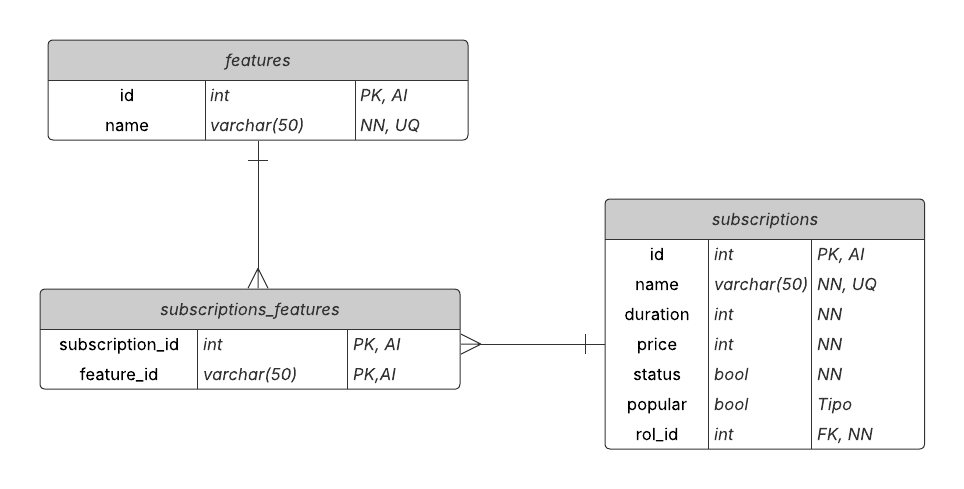 features
id int PK, AI
name varchar(50) NN, UQ
subscriptions
id int PK, AI
name varchar(50) NN, UQ
duration int NN
price int NN
status bool NN
popular bool Tipo
rol_id int FK, NN
subscriptions_features
subscription_id int PK, AI
feature_id varchar(50) PK,AI